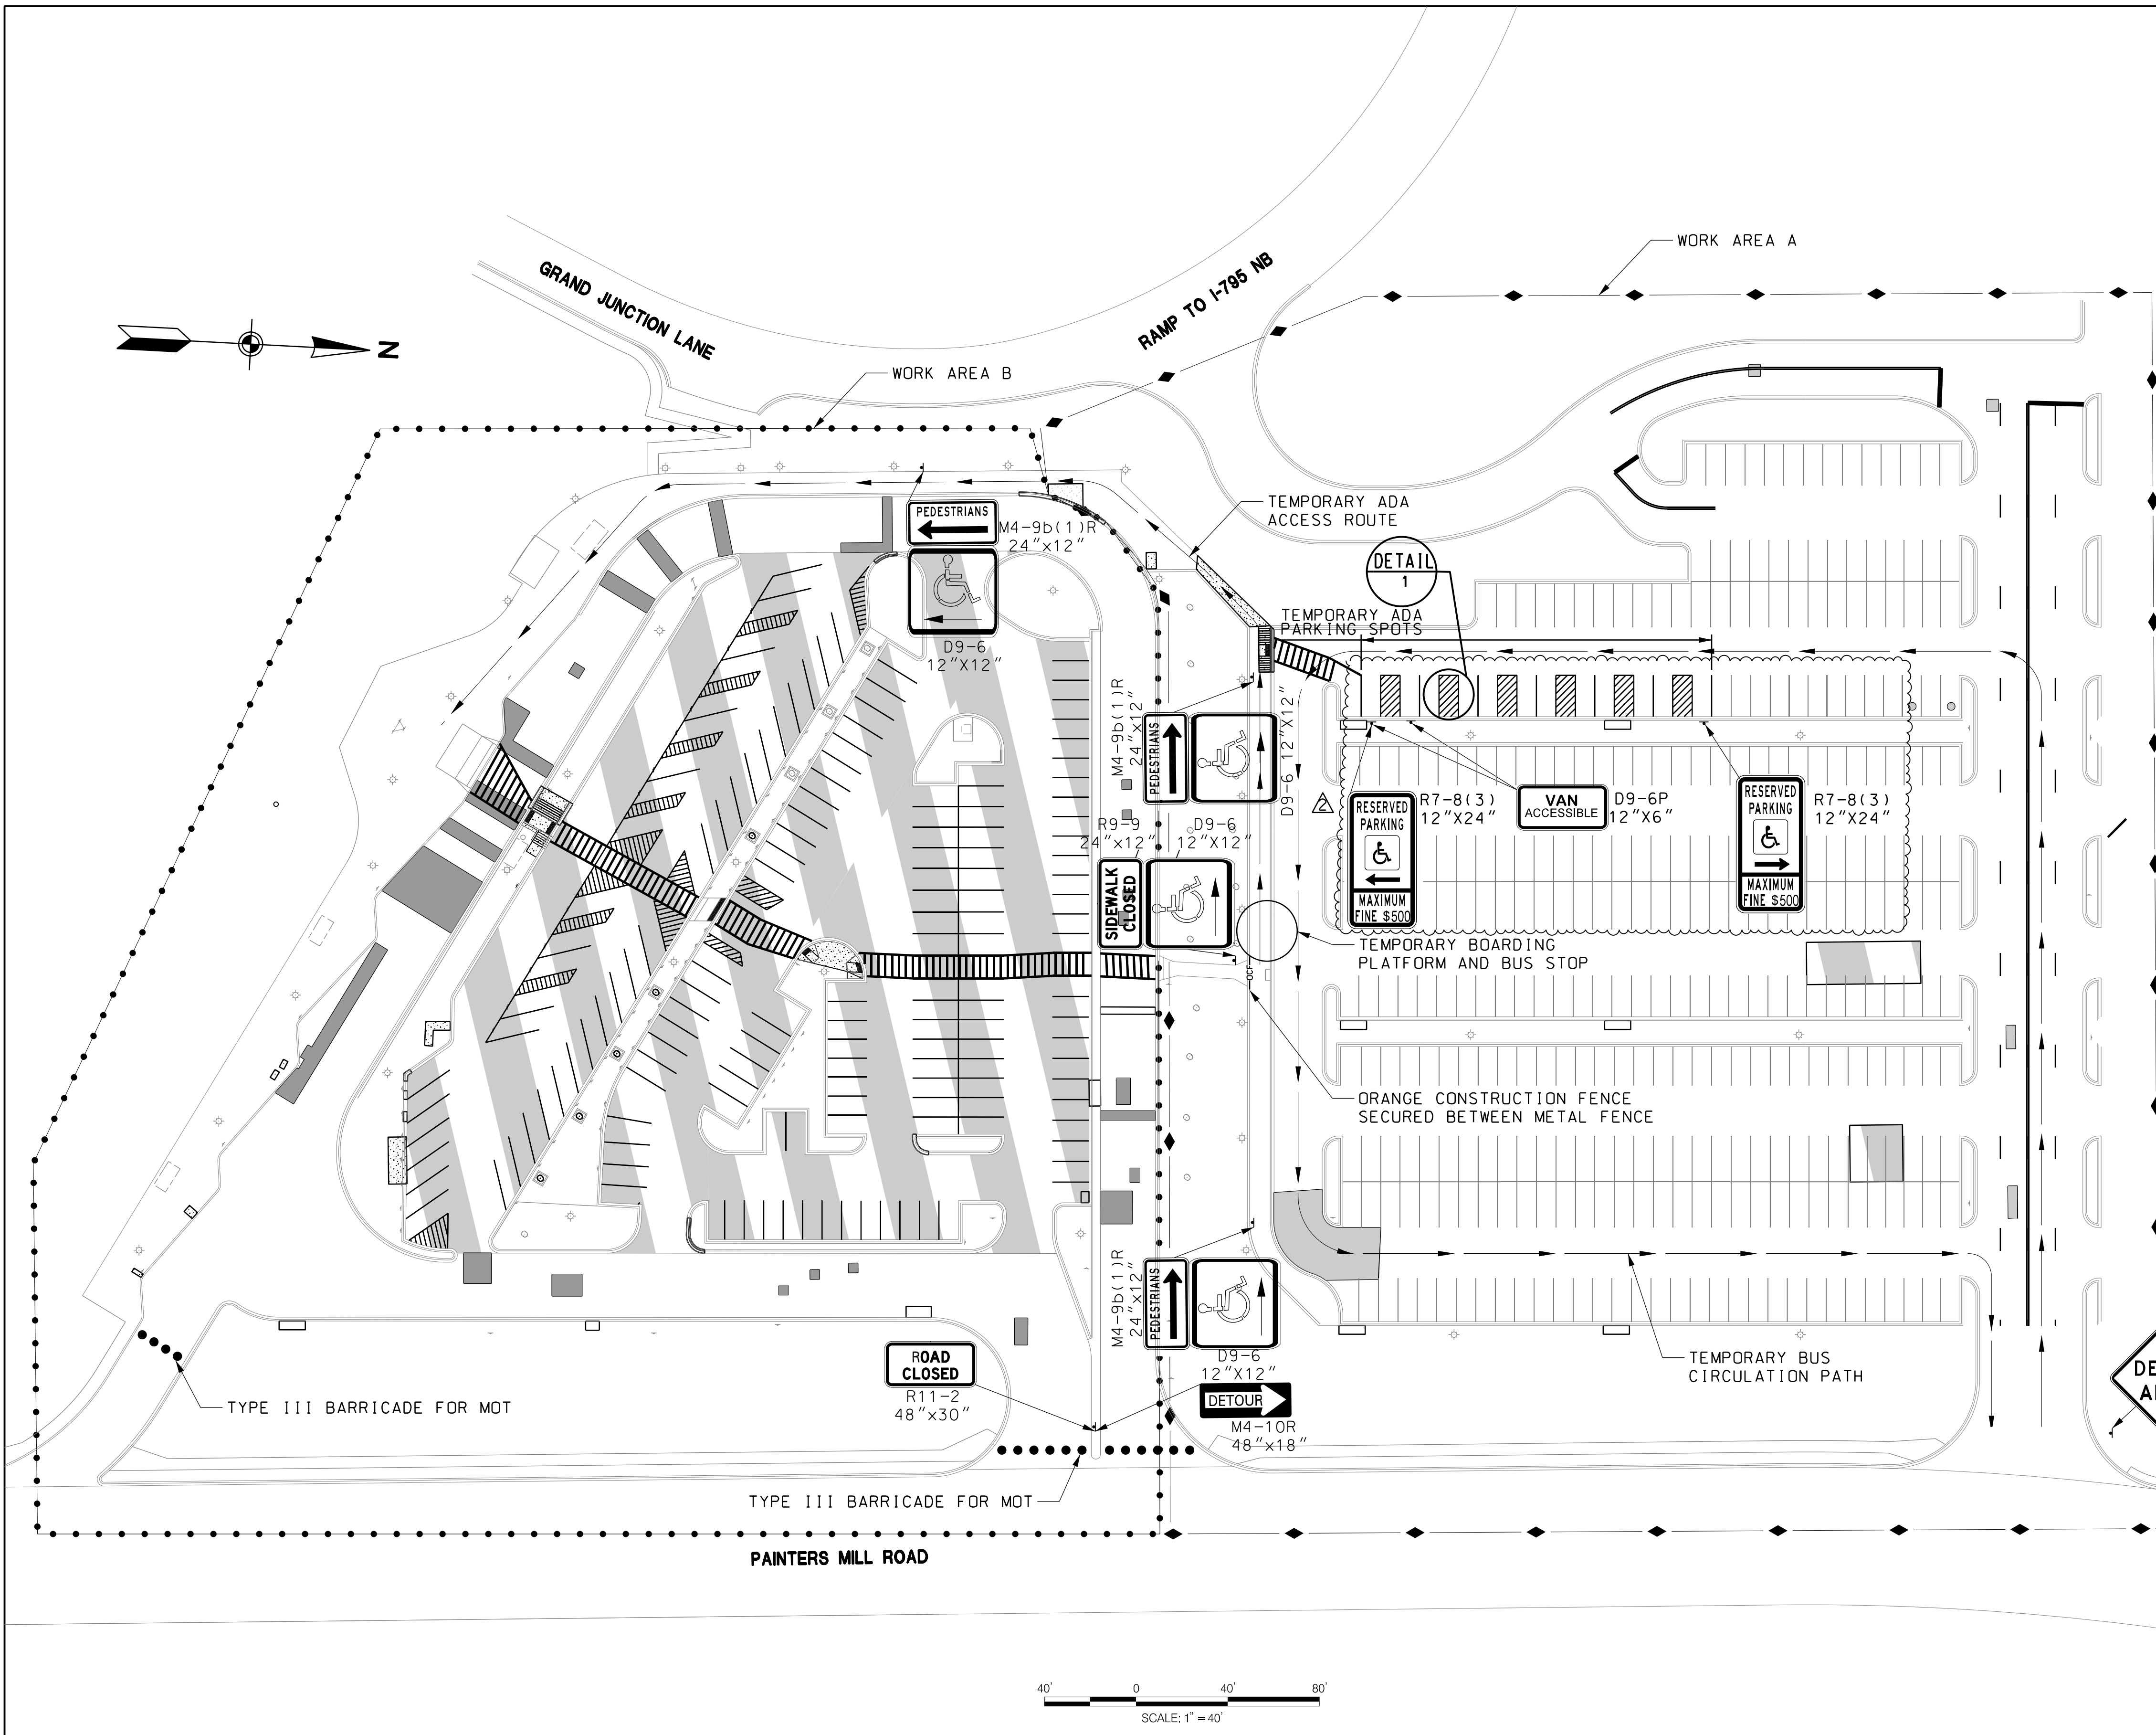 WORK AREA A
GRAND JUNCTION LANE
RAMP TO I-795 NB
N
WORK AREA B
TEMPORARY ADA
ACCESS ROUTE
PEDESTRIANS
M4-9b(1)R
24"x12"
D9-6
12"X12"
DETAIL
1
TEMPORARY ADA
PARKING SPOTS
M4-9b(1)R
24"x12"
PEDESTRIANS
D9-6 12"X12"
2
RESERVED
PARKING
MAXIMUM
FINE $500
R7-8(3)
12"X24"
VAN
ACCESSIBLE
D9-6P
12"X6"
RESERVED
PARKING
MAXIMUM
FINE $500
R7-8(3)
12"X24"
R9-9
24"x12"
D9-6
12"X12"
SIDEWALK
CLOSED
TEMPORARY BOARDING
PLATFORM AND BUS STOP
OCF
ORANGE CONSTRUCTION FENCE
SECURED BETWEEN METAL FENCE
M4-9b(1)R
24"x12"
PEDESTRIANS
D9-6
12"X12"
DETOUR
M4-10R
48"x18"
ROAD
CLOSED
R11-2
48"x30"
TEMPORARY BUS
CIRCULATION PATH
DE
A
TYPE III BARRICADE FOR MOT
TYPE III BARRICADE FOR MOT
PAINTERS MILL ROAD
40' 0 40' 80'
SCALE: 1" = 40'